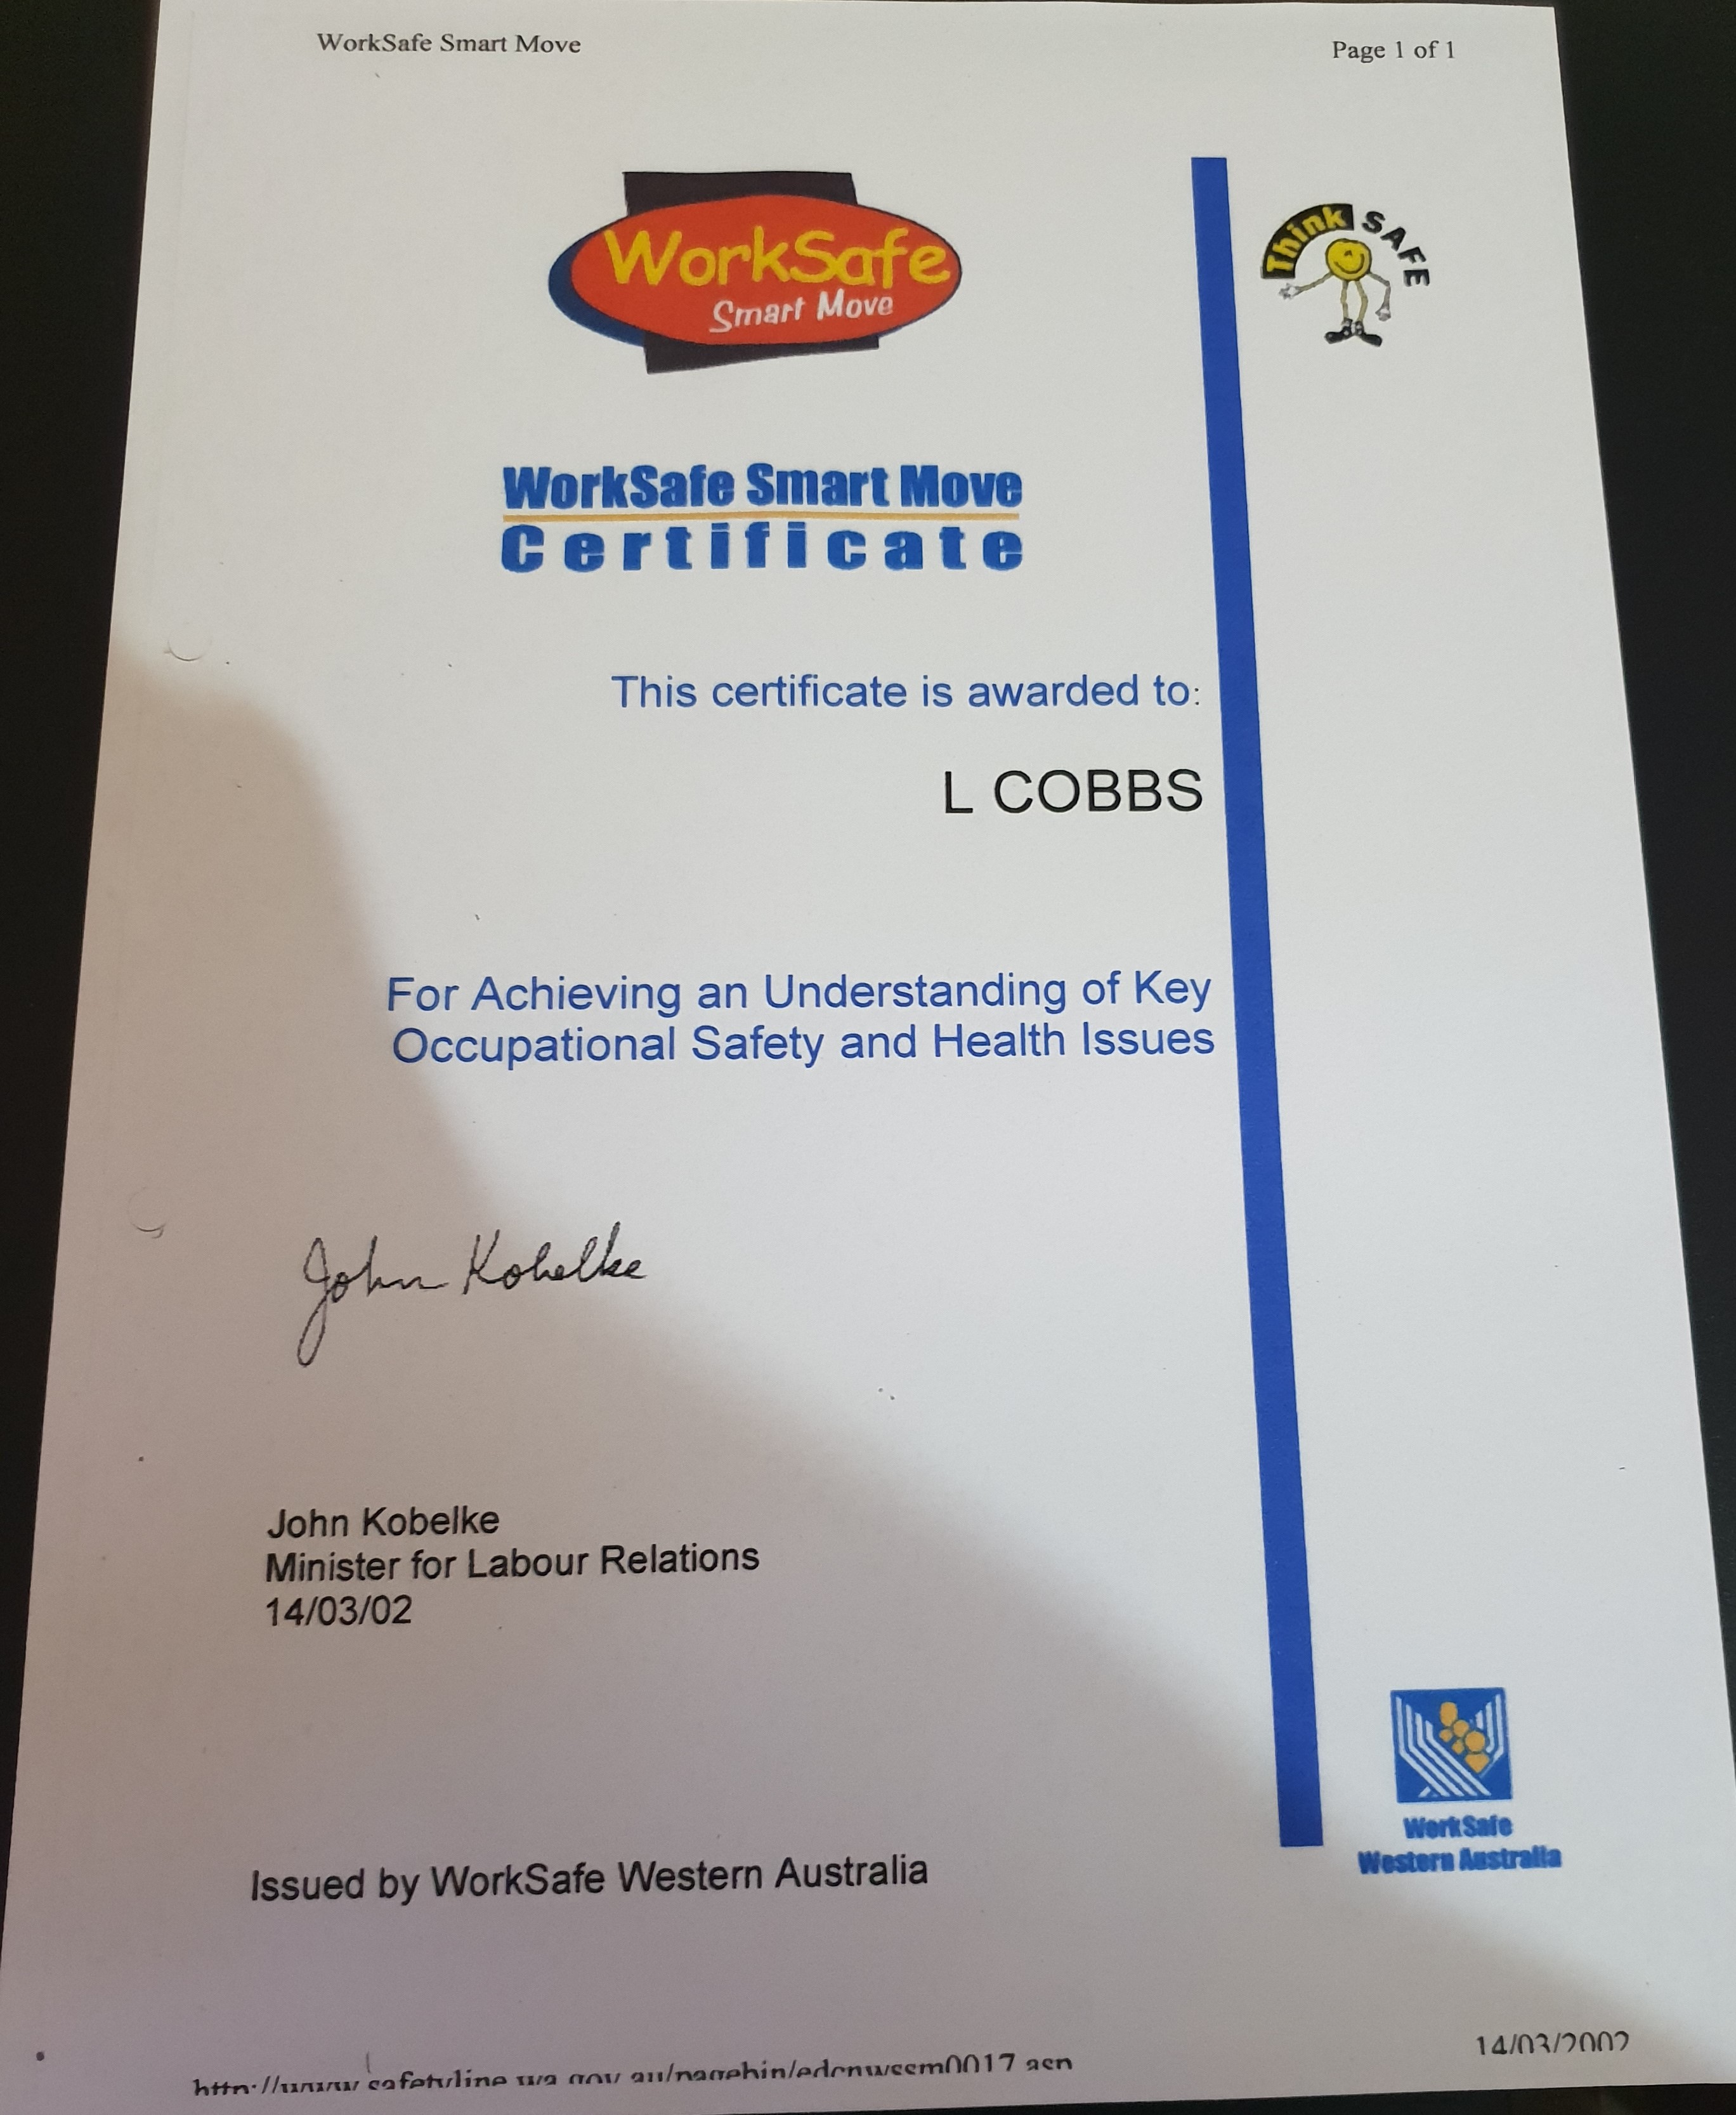 WorkSafe Smart Move
Page 1 of 1
WorkSafe
Smart Move
Think SAFE
WorkSafe Smart Move
Certificate
This certificate is awarded to:
L COBBS
For Achieving an Understanding of Key
Occupational Safety and Health Issues
John Kobelke
John Kobelke
Minister for Labour Relations
14/03/02
WorkSafe
Western Australia
Issued by WorkSafe Western Australia
http://www.safetyline.wa.gov.au/pagebin/edcnwssm0017.asp
14/03/2002